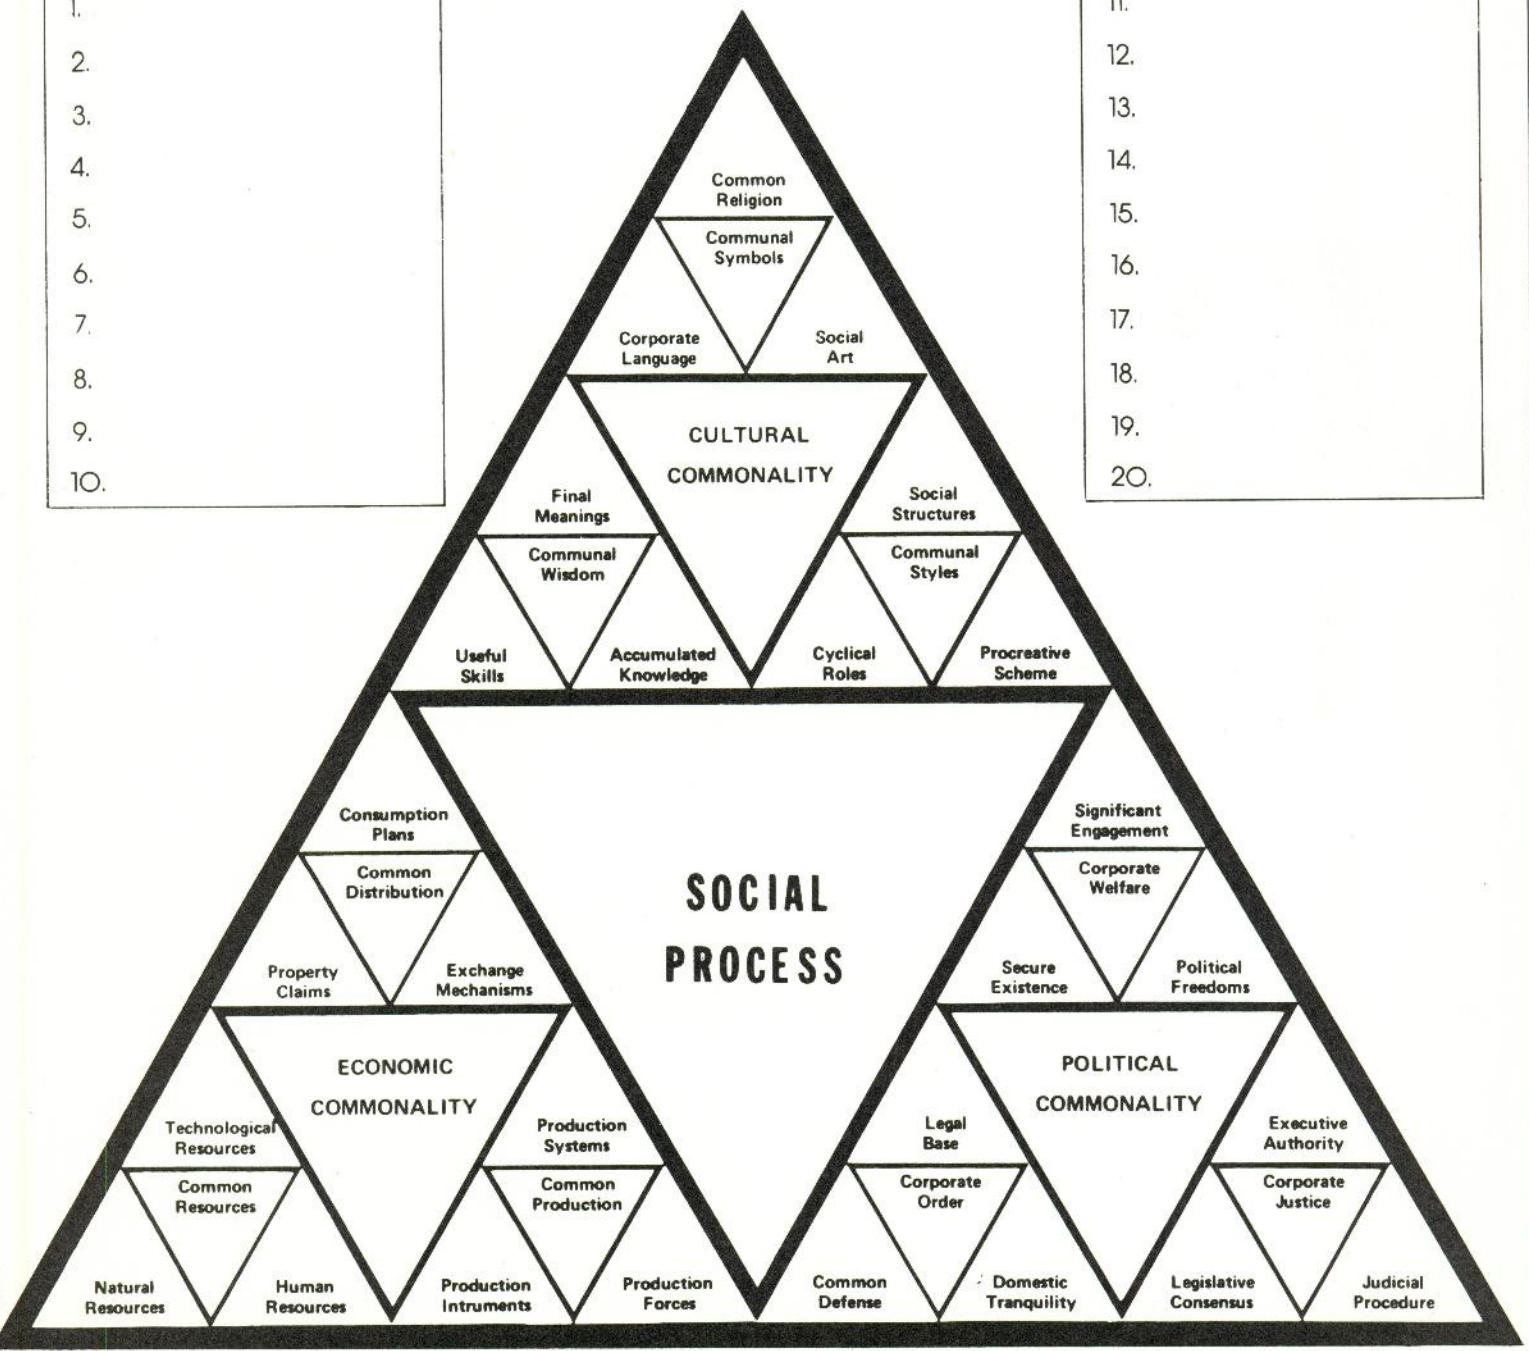 1.
2.
3.
4.
5.
6.
7.
8.
9.
10.
11.
12.
13.
14.
15.
16.
17.
18.
19.
20.
Common
Religion
Communal
Symbols
Corporate
Language
Social
Art
CULTURAL
COMMONALITY
Final
Meanings
Communal
Wisdom
Useful
Skills
Accumulated
Knowledge
Social
Structures
Communal
Styles
Cyclical
Roles
Procreative
Scheme
SOCIAL
PROCESS
Consumption
Plans
Common
Distribution
Property
Claims
Exchange
Mechanisms
ECONOMIC
COMMONALITY
Technological
Resources
Common
Resources
Natural
Resources
Human
Resources
Production
Systems
Common
Production
Production
Intruments
Production
Forces
Significant
Engagement
Corporate
Welfare
Secure
Existence
Political
Freedoms
POLITICAL
COMMONALITY
Legal
Base
Corporate
Order
Common
Defense
Domestic
Tranquility
Executive
Authority
Corporate
Justice
Legislative
Consensus
Judicial
Procedure